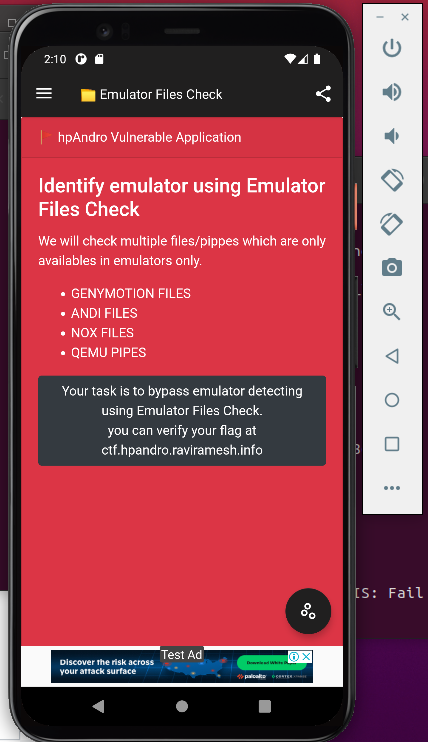 2:10
Emulator Files Check
hpAndro Vulnerable Application
Identify emulator using Emulator
Files Check
We will check multiple files/pippes which are only
availables in emulators only.
• GENYMOTION FILES
• ANDI FILES
• NOX FILES
• QEMU PIPES
Your task is to bypass emulator detecting
using Emulator Files Check.
you can verify your flag at
ctf.hpandro.raviramesh.info
IS: Fail
Test Ad
Discover the risk across
your attack surface
paloalto
CORTEX